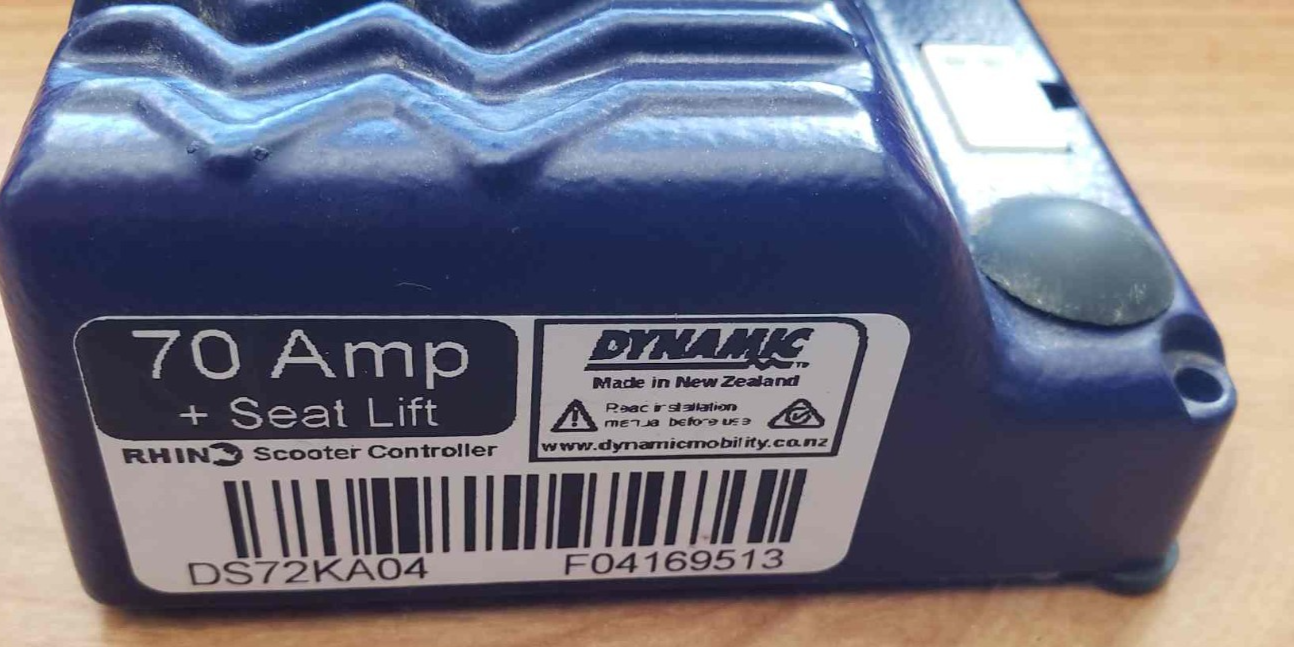 70 Amp
+ Seat Lift
RHINO Scooter Controller
DYNAMIC
Made in New Zealand
Read installation
manual before use
www.dynamicmobility.co.nz
DS72KA04
F04169513